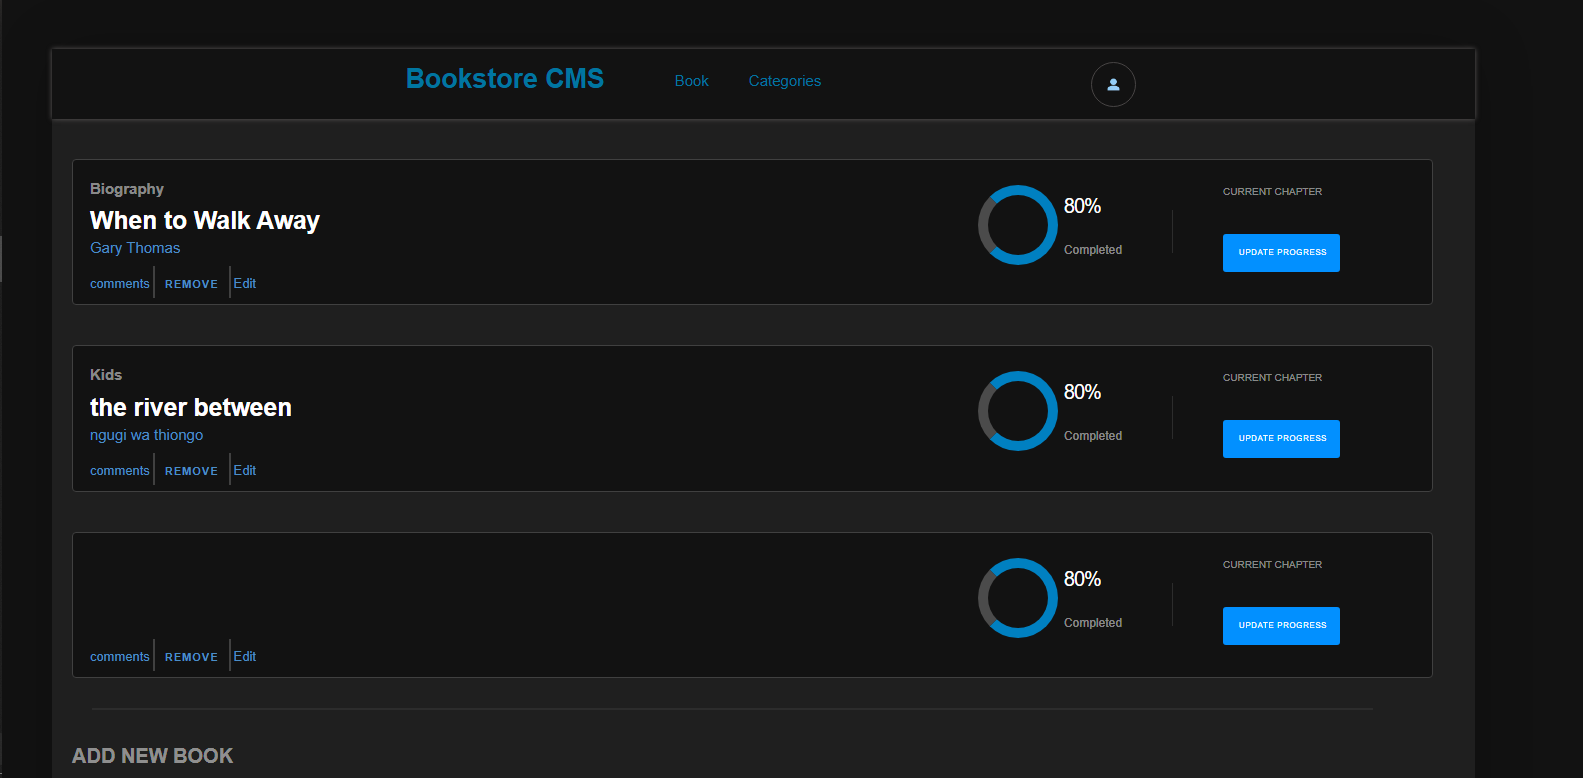 Bookstore CMS Book Categories
Biography
When to Walk Away
Gary Thomas
comments REMOVE Edit
80%
Completed
CURRENT CHAPTER
UPDATE PROGRESS
Kids
the river between
ngugi wa thiongo
comments REMOVE Edit
80%
Completed
CURRENT CHAPTER
UPDATE PROGRESS
comments REMOVE Edit
80%
Completed
CURRENT CHAPTER
UPDATE PROGRESS
ADD NEW BOOK